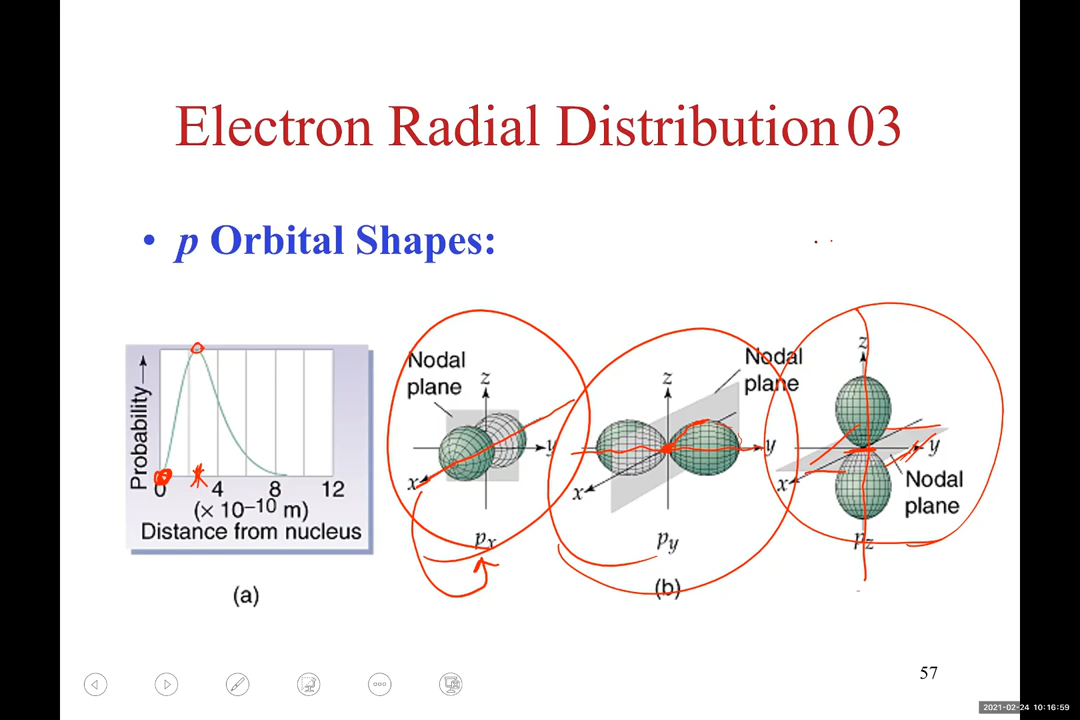 Electron Radial Distribution 03
• p Orbital Shapes:
Probability
0 4 8 12
(× 10⁻¹⁰ m)
Distance from nucleus
(a)
Nodal
plane
z
y
x
pₓ
Nodal
plane
z
y
x
p_y
(b)
z
y
x
Nodal
plane
p_z
57
2021-02-24 10:16:59